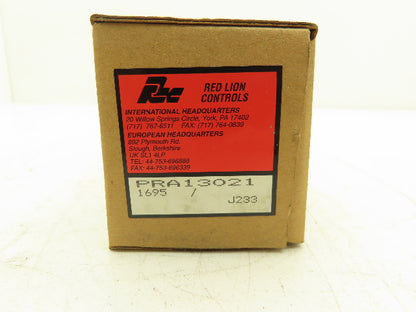 RLC
RED LION
CONTROLS
INTERNATIONAL HEADQUARTERS
20 Willow Springs Circle, York, PA 17402
(717) 767-6511 FAX: (717) 764-0839
EUROPEAN HEADQUARTERS
892 Plymouth Rd.
Slough, Berkshire
UK SL1 4LP
TEL: 44-753-696888
FAX: 44-753-696339
PRA13021
1695 / J233